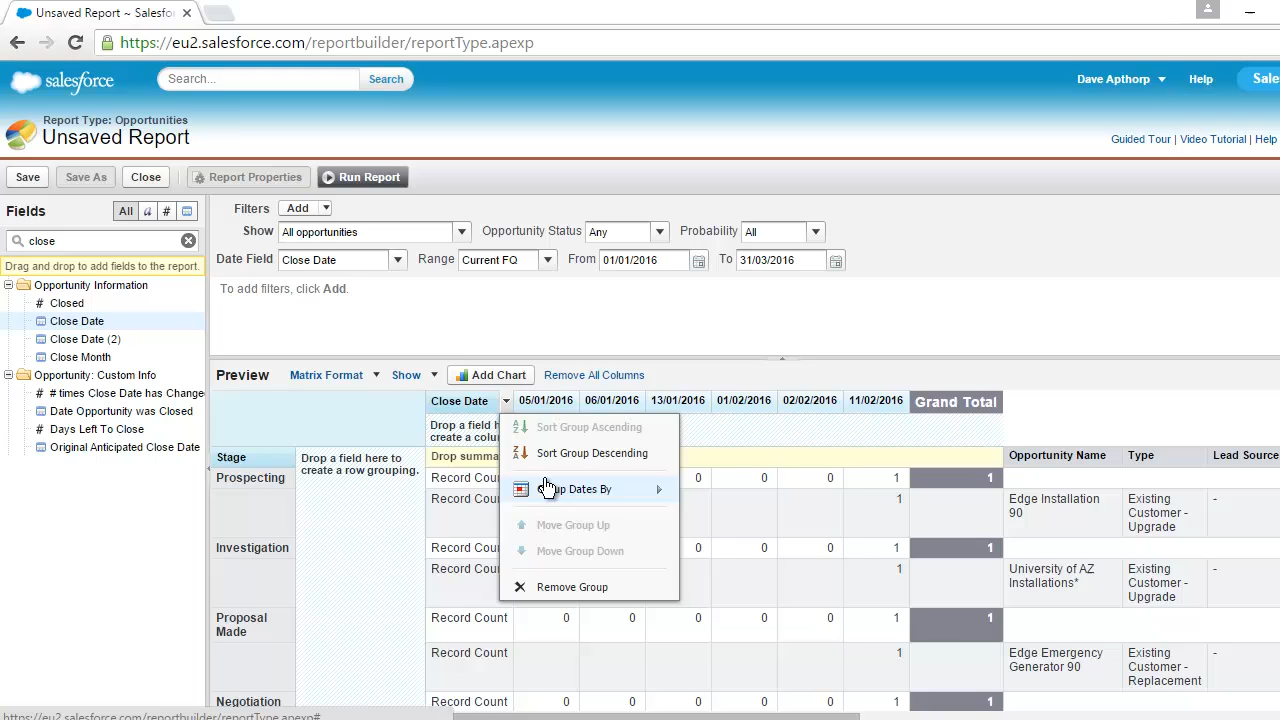 Unsaved Report ~ Salesfo
https://eu2.salesforce.com/reportbuilder/reportType.apexp
salesforce
Search...
Search
Dave Apthorp
Help
Sale
Report Type: Opportunities
Unsaved Report
Guided Tour | Video Tutorial | Help
Save
Save As
Close
Report Properties
Run Report
Fields
All
a
#
close
Drag and drop to add fields to the report.
Opportunity Information
# Closed
Close Date
Close Date (2)
Close Month
Opportunity: Custom Info
# # times Close Date has Change
Date Opportunity was Closed
# Days Left To Close
Original Anticipated Close Date
Filters
Add
Show
All opportunities
Opportunity Status
Any
Probability
All
Date Field
Close Date
Range
Current FQ
From
01/01/2016
To
31/03/2016
To add filters, click Add.
Preview
Matrix Format
Show
Add Chart
Remove All Columns
Close Date
05/01/2016
06/01/2016
13/01/2016
01/02/2016
02/02/2016
11/02/2016
Grand Total
Drop a field h
create a colu
Sort Group Ascending
Sort Group Descending
Dates By
Move Group Up
Move Group Down
Remove Group
Stage
Drop a field here to
create a row grouping.
Drop summa
Opportunity Name
Type
Lead Source
Prospecting
Record Coun
0
0
1
1
Record Coun
1
Edge Installation
90
Existing
Customer -
Upgrade
-
Investigation
Record Coun
0
0
1
1
Record Coun
1
University of AZ
Installations*
Existing
Customer -
Upgrade
-
Proposal
Made
Record Count
0
0
0
0
0
1
1
Record Count
1
Edge Emergency
Generator 90
Existing
Customer -
Replacement
-
Negotiation
Record Count
0
0
0
0
0
1
1
https://eu2.salesforce.com/reportbuilder/reportType.apexp#